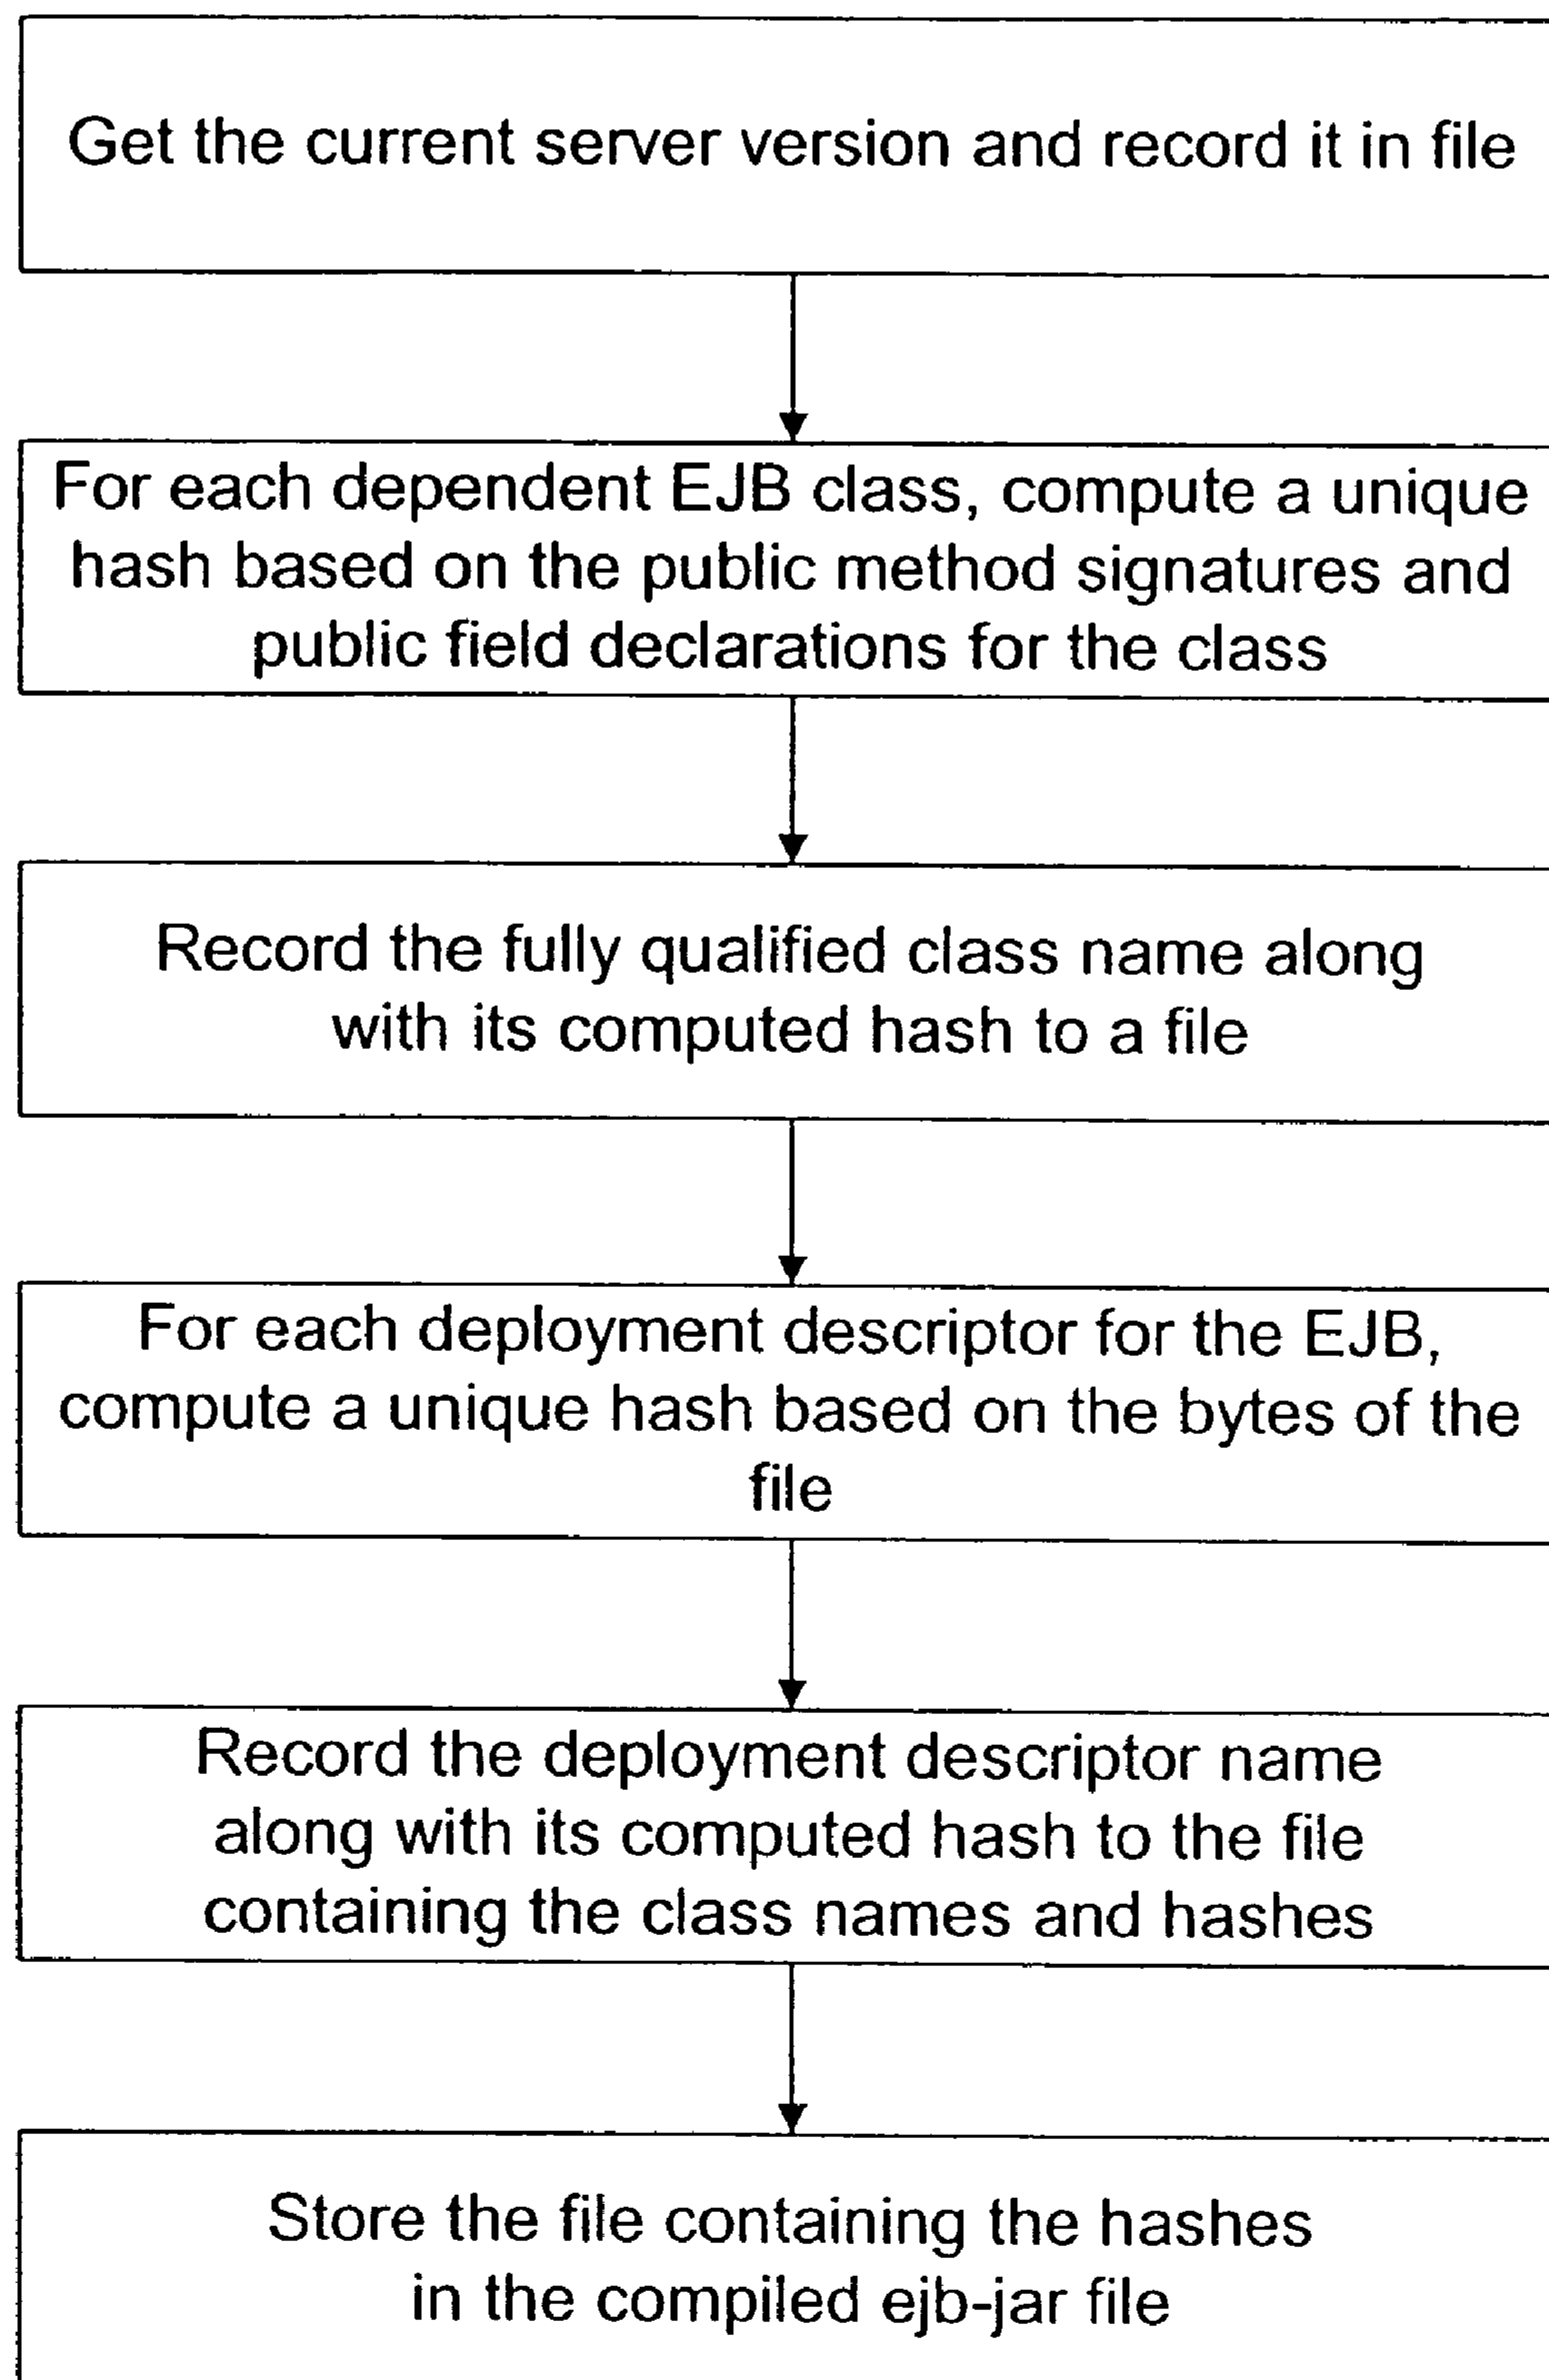 Get the current server version and record it in file
For each dependent EJB class, compute a unique
hash based on the public method signatures and
public field declarations for the class
Record the fully qualified class name along
with its computed hash to a file
For each deployment descriptor for the EJB,
compute a unique hash based on the bytes of the
file
Record the deployment descriptor name
along with its computed hash to the file
containing the class names and hashes
Store the file containing the hashes
in the compiled ejb-jar file